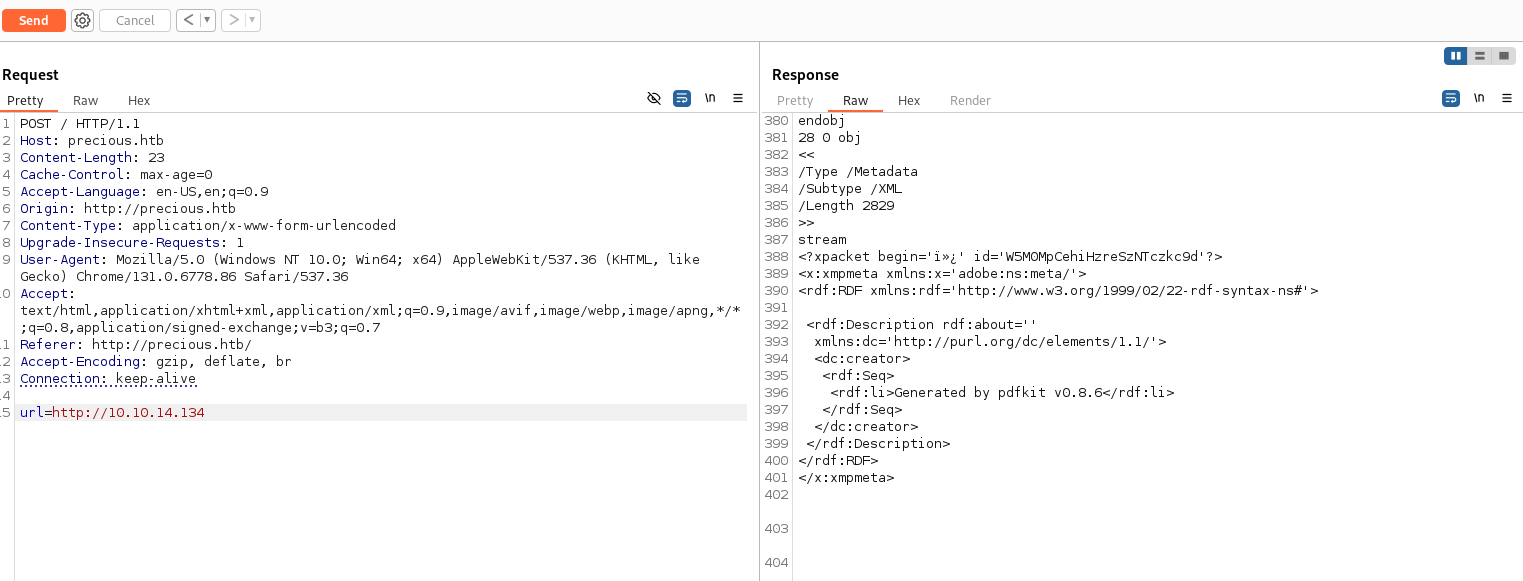 Send Cancel < ▼ > ▼
Request
Pretty Raw Hex \n ≡
1 POST / HTTP/1.1
2 Host: precious.htb
3 Content-Length: 23
4 Cache-Control: max-age=0
5 Accept-Language: en-US,en;q=0.9
6 Origin: http://precious.htb
7 Content-Type: application/x-www-form-urlencoded
8 Upgrade-Insecure-Requests: 1
9 User-Agent: Mozilla/5.0 (Windows NT 10.0; Win64; x64) AppleWebKit/537.36 (KHTML, like
Gecko) Chrome/131.0.6778.86 Safari/537.36
0 Accept:
text/html,application/xhtml+xml,application/xml;q=0.9,image/avif,image/webp,image/apng,*/*
;q=0.8,application/signed-exchange;v=b3;q=0.7
1 Referer: http://precious.htb/
2 Accept-Encoding: gzip, deflate, br
3 Connection: keep-alive
4
5 url=http://10.10.14.134
Response
Pretty Raw Hex Render \n ≡
380 endobj
381 28 0 obj
382 <<
383 /Type /Metadata
384 /Subtype /XML
385 /Length 2829
386 >>
387 stream
388 <?xpacket begin='ï»¿' id='W5M0MpCehiHzreSzNTczkc9d'?>
389 <x:xmpmeta xmlns:x='adobe:ns:meta/'>
390 <rdf:RDF xmlns:rdf='http://www.w3.org/1999/02/22-rdf-syntax-ns#'>
391
392 <rdf:Description rdf:about=''
393 xmlns:dc='http://purl.org/dc/elements/1.1/'>
394 <dc:creator>
395 <rdf:Seq>
396 <rdf:li>Generated by pdfkit v0.8.6</rdf:li>
397 </rdf:Seq>
398 </dc:creator>
399 </rdf:Description>
400 </rdf:RDF>
401 </x:xmpmeta>
402
403
404